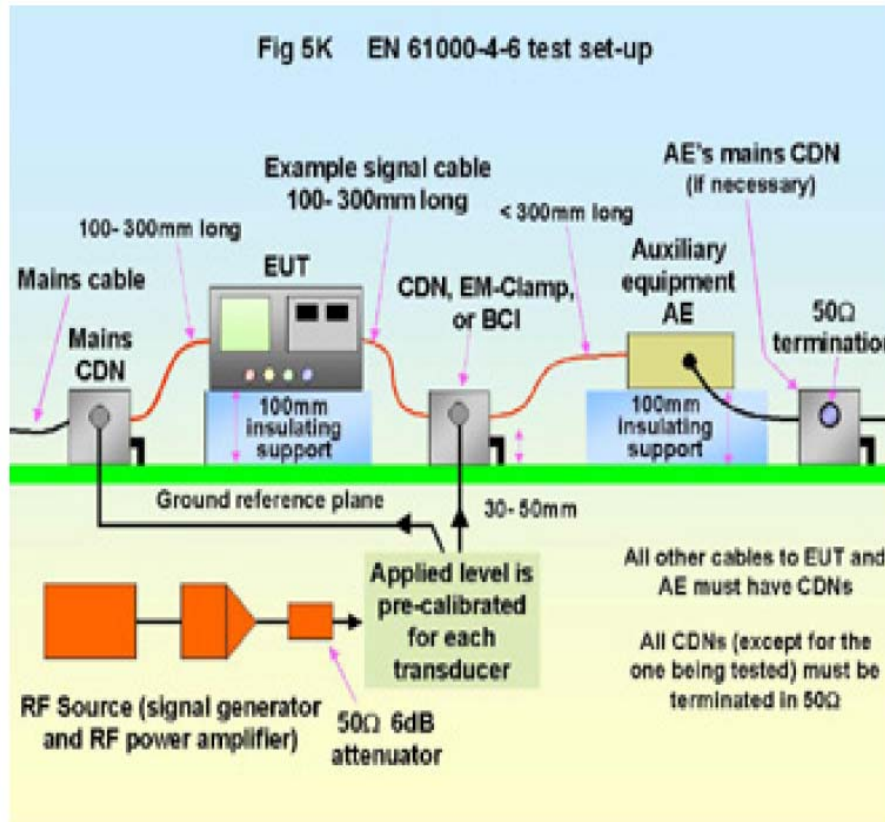 Fig 5K EN 61000-4-6 test set-up
Example signal cable
100- 300mm long
AE's mains CDN
(if necessary)
100- 300mm long
< 300mm long
Mains cable
EUT
CDN, EM-Clamp,
or BCI
Auxiliary
equipment
AE
50Ω
termination
Mains
CDN
100mm
insulating
support
100mm
insulating
support
Ground reference plane
30- 50mm
Applied level is
pre-calibrated
for each
transducer
All other cables to EUT and
AE must have CDNs
All CDNs (except for the
one being tested) must be
terminated in 50Ω
RF Source (signal generator
and RF power amplifier)
50Ω 6dB
attenuator